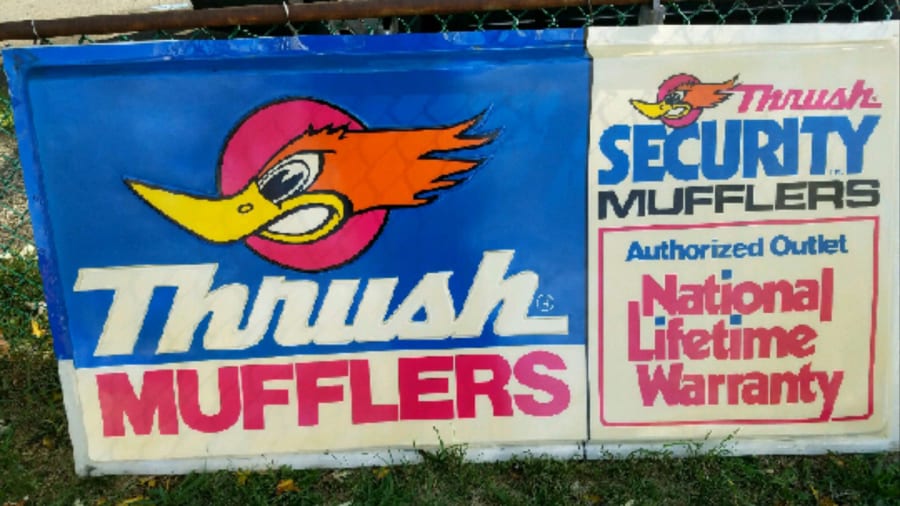 Thrush®
MUFFLERS
Thrush
SECURITY
MUFFLERS
Authorized Outlet
National
Lifetime
Warranty